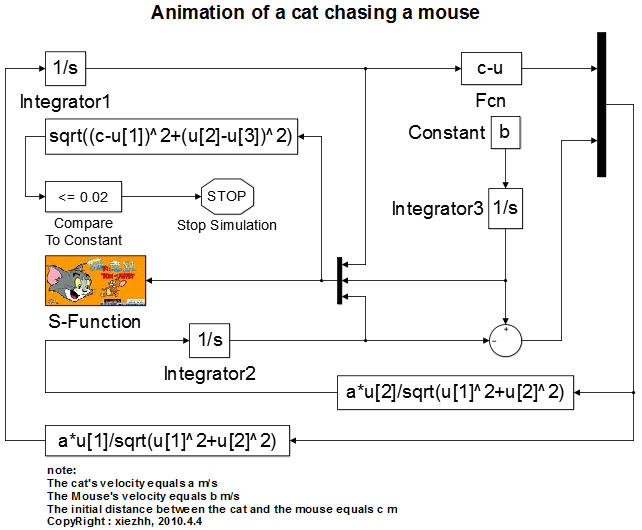 Animation of a cat chasing a mouse
1/s
Integrator1
c-u
Fcn
Constant
b
sqrt((c-u[1])^2+(u[2]-u[3])^2)
<= 0.02
Compare
To Constant
STOP
Stop Simulation
Integrator3
1/s
S-Function
1/s
Integrator2
+
−
a*u[2]/sqrt(u[1]^2+u[2]^2)
a*u[1]/sqrt(u[1]^2+u[2]^2)
note:
The cat's velocity equals a m/s
The Mouse's velocity equals b m/s
The initial distance between the cat and the mouse equals c m
CopyRight : xiezhh, 2010.4.4